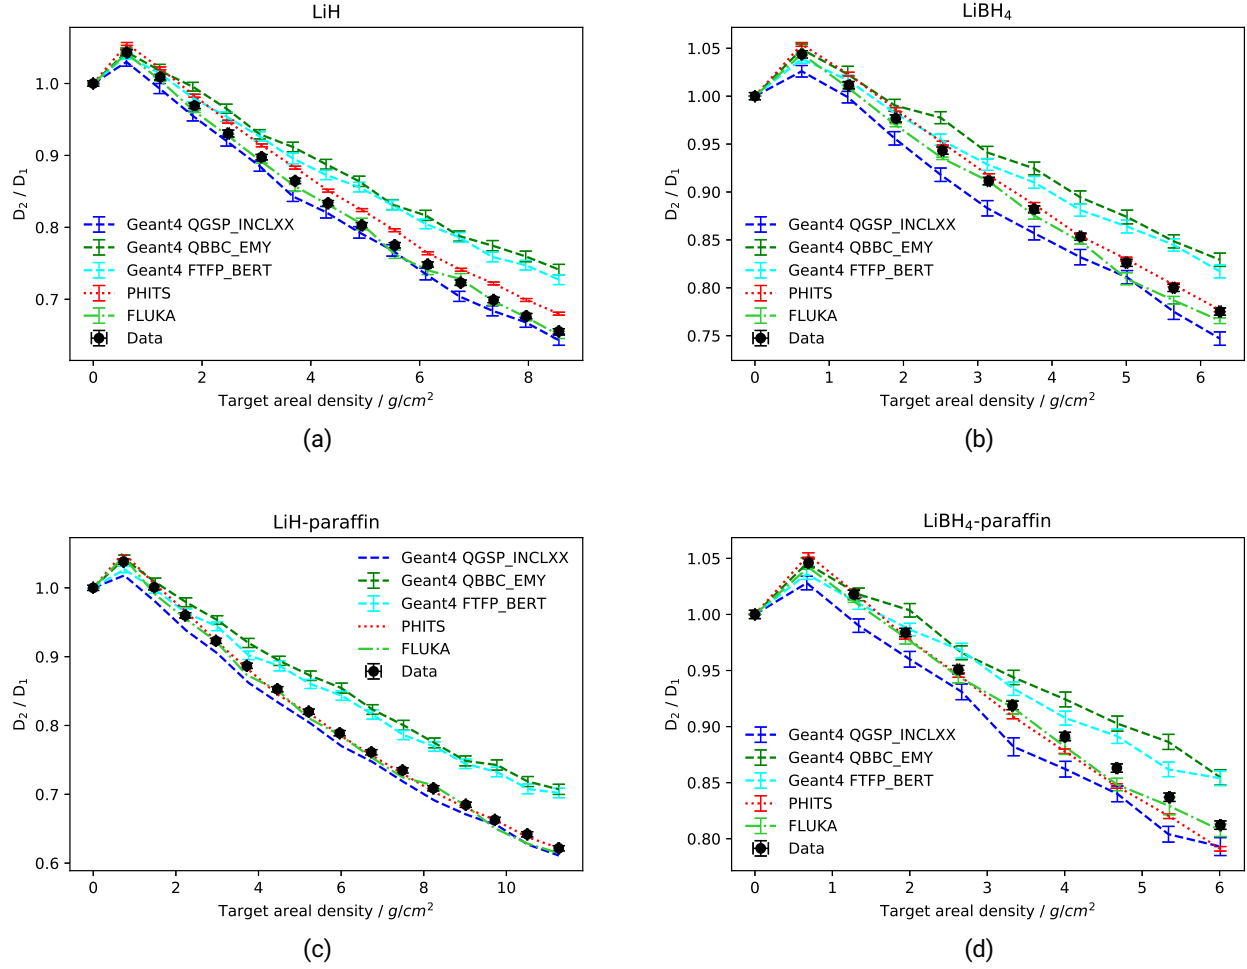 LiH
D2 / D1
1.0
0.9
0.8
0.7
Geant4 QGSP_INCLXX
Geant4 QBBC_EMY
Geant4 FTFP_BERT
PHITS
FLUKA
Data
0 2 4 6 8
Target areal density / g/cm²
(a)
LiBH₄
D2 / D1
1.05
1.00
0.95
0.90
0.85
0.80
0.75
Geant4 QGSP_INCLXX
Geant4 QBBC_EMY
Geant4 FTFP_BERT
PHITS
FLUKA
Data
0 1 2 3 4 5 6
Target areal density / g/cm²
(b)
LiH-paraffin
D2 / D1
1.0
0.9
0.8
0.7
0.6
Geant4 QGSP_INCLXX
Geant4 QBBC_EMY
Geant4 FTFP_BERT
PHITS
FLUKA
Data
0 2 4 6 8 10
Target areal density / g/cm²
(c)
LiBH₄-paraffin
D2 / D1
1.05
1.00
0.95
0.90
0.85
0.80
Geant4 QGSP_INCLXX
Geant4 QBBC_EMY
Geant4 FTFP_BERT
PHITS
FLUKA
Data
0 1 2 3 4 5 6
Target areal density / g/cm²
(d)